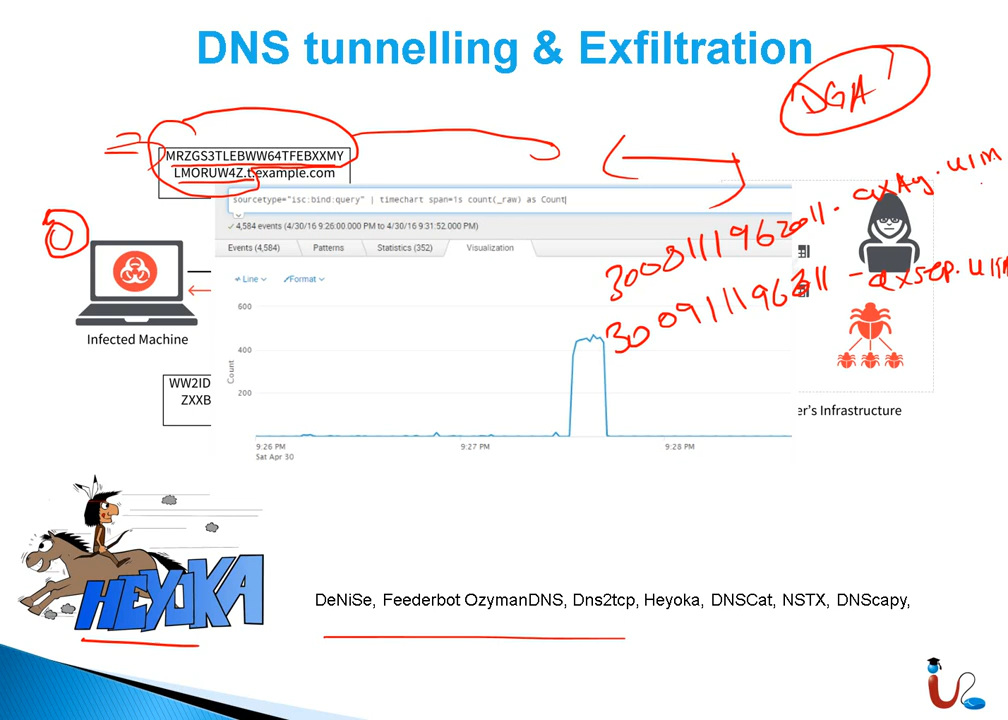 DNS tunnelling & Exfiltration
DGA
MRZGS3TLEBWW64TFEBXXMY
LMORUW4Z.t.example.com
sourcetype="isc:bind:query" | timechart span=1s count(_raw) as Count
4,584 events (4/30/16 9:26:00.000 PM to 4/30/16 9:31:52.000 PM)
Events (4,584) Patterns Statistics (352) Visualization
Line Format
600
400
200
Count
9:26 PM 9:27 PM 9:28 PM
Sat Apr 30
Infected Machine
WW2ID
ZXXB
er's Infrastructure
HEYOKA
DeNiSe, Feederbot OzymanDNS, Dns2tcp, Heyoka, DNSCat, NSTX, DNScapy,